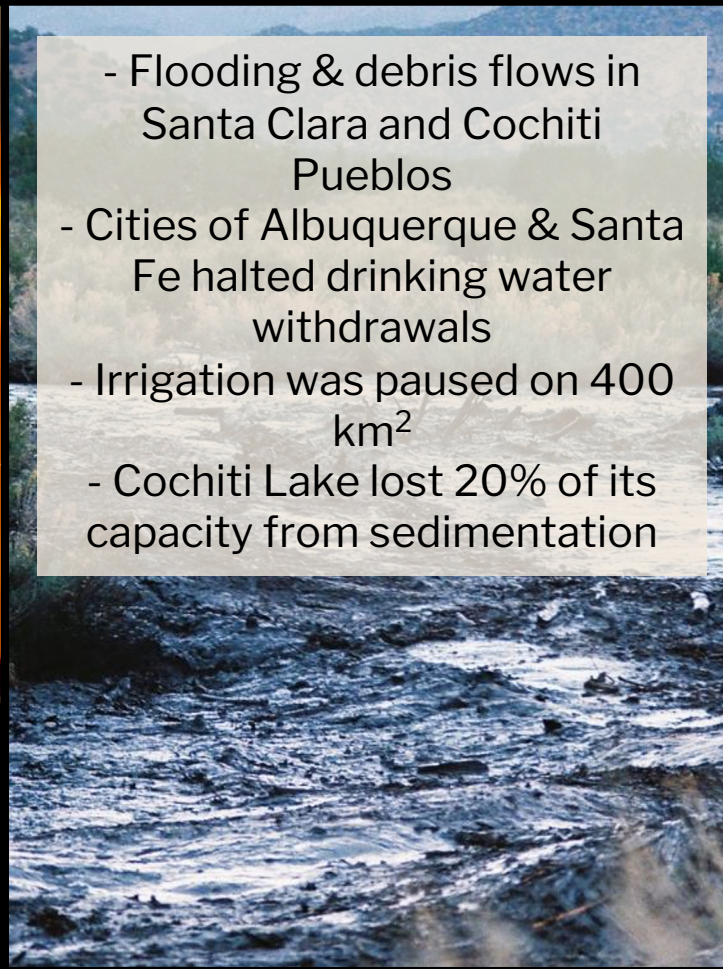 - Flooding & debris flows in
Santa Clara and Cochiti
Pueblos
- Cities of Albuquerque & Santa
Fe halted drinking water
withdrawals
- Irrigation was paused on 400
km²
- Cochiti Lake lost 20% of its
capacity from sedimentation